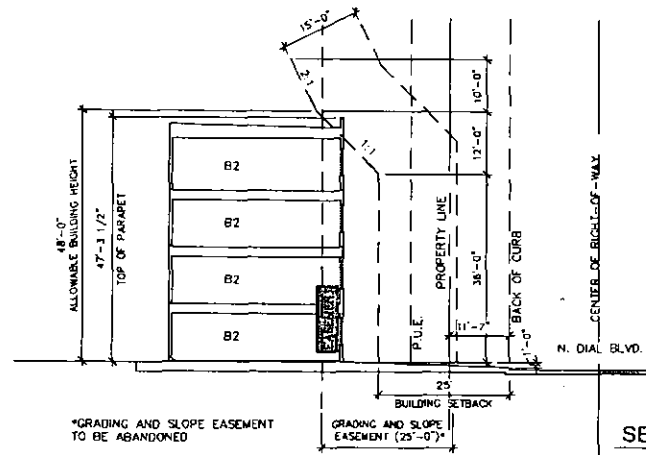 15'-0"
2:1
10'-0"
12'-0"
1:1
48'-0"
ALLOWABLE BUILDING HEIGHT
47'-3 1/2"
TOP OF PARAPET
B2
B2
B2
B2
EASEMENT
P.U.E.
PROPERTY LINE
36'-0"
BACK OF CURB
CENTER OF RIGHT-OF-WAY
11'-7"
1'-0"
N. DIAL BLVD.
25'
BUILDING SETBACK
*GRADING AND SLOPE EASEMENT
TO BE ABANDONED
GRADING AND SLOPE
EASEMENT (25'-0")*
SE